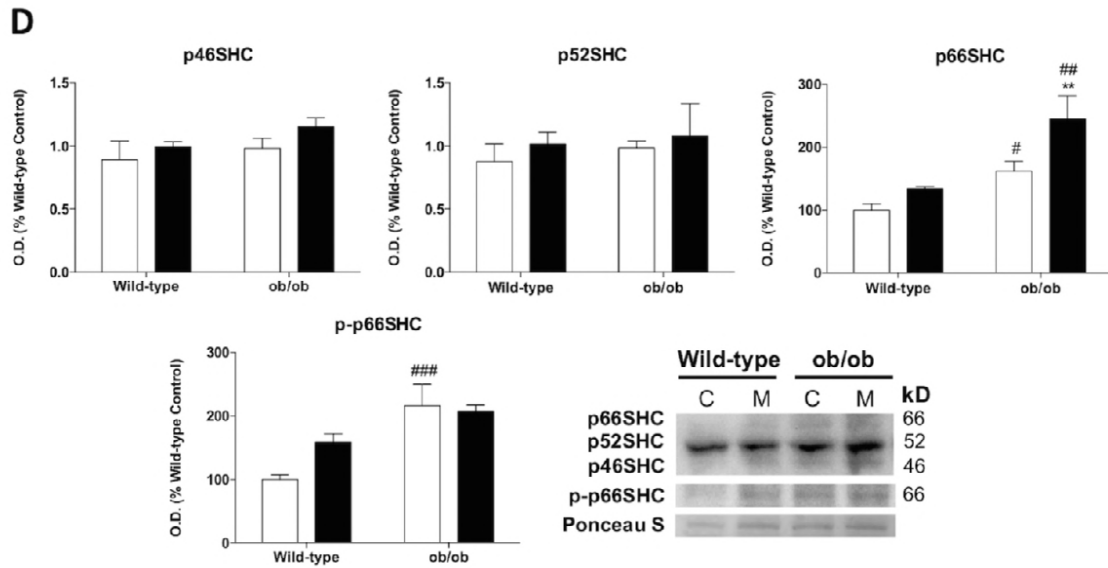 D
p46SHC
O.D. (% Wild-type Control)
1.5
1.0
0.5
0.0
Wild-type ob/ob
p52SHC
O.D. (% Wild-type Control)
1.5
1.0
0.5
0.0
Wild-type ob/ob
p66SHC
O.D. (% Wild-type Control)
300
200
100
0
#
##
**
Wild-type ob/ob
p-p66SHC
O.D. (% Wild-type Control)
300
200
100
0
###
Wild-type ob/ob
Wild-type ob/ob
C M C M kD
p66SHC 66
p52SHC 52
p46SHC 46
p-p66SHC 66
Ponceau S